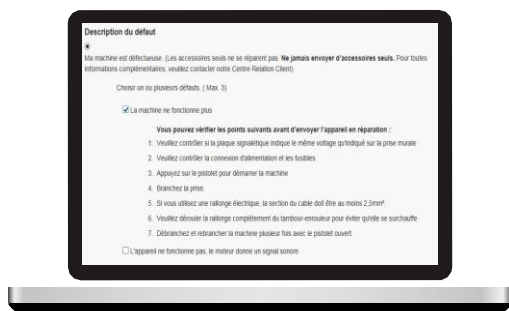 Description du défaut
Ma machine est défectueuse. (Les accessoires seuls ne se réparent pas. Ne jamais envoyer d'accessoires seuls. Pour toutes
informations complémentaires, veuillez contacter notre Centre Relation Client)
Choisir un ou plusieurs défauts. ( Max. 3)
La machine ne fonctionne plus
Vous pouvez vérifier les points suivants avant d'envoyer l'appareil en réparation :
1. Veuillez contrôler si la plaque signalétique indique le même voltage qu'indiqué sur la prise murale
2. Veuillez contrôler la connexion d'alimentation et les fusibles
3. Appuyez sur le pistolet pour démarrer la machine
4. Branchez la prise.
5. Si vous utilisez une rallonge électrique, la section du cable doit être au moins 2,5mm².
6. Veuillez dérouler la rallonge complètement du tambour-enrouleur pour éviter qu'elle se surchauffe
7. Débranchez et rebrancher la machine plusieur fois avec le pistolet ouvert.
L'appareil ne fonctionne pas, le moteur donne un signal sonore